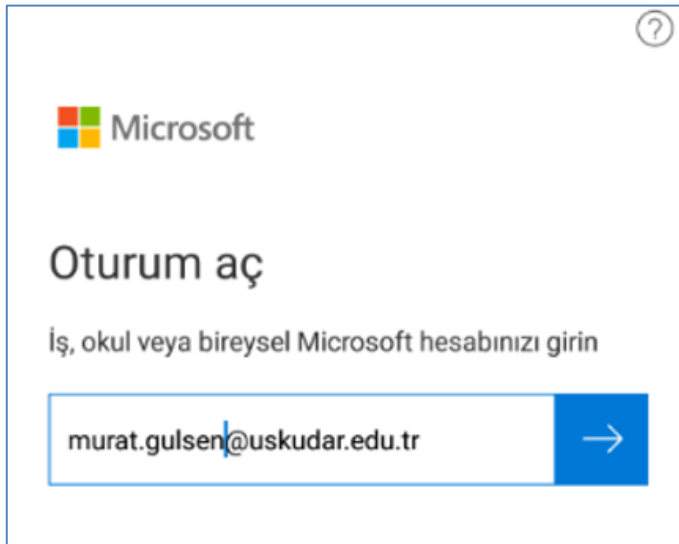 ?
Microsoft
Oturum aç
İş, okul veya bireysel Microsoft hesabınızı girin
murat.gulsen@uskudar.edu.tr